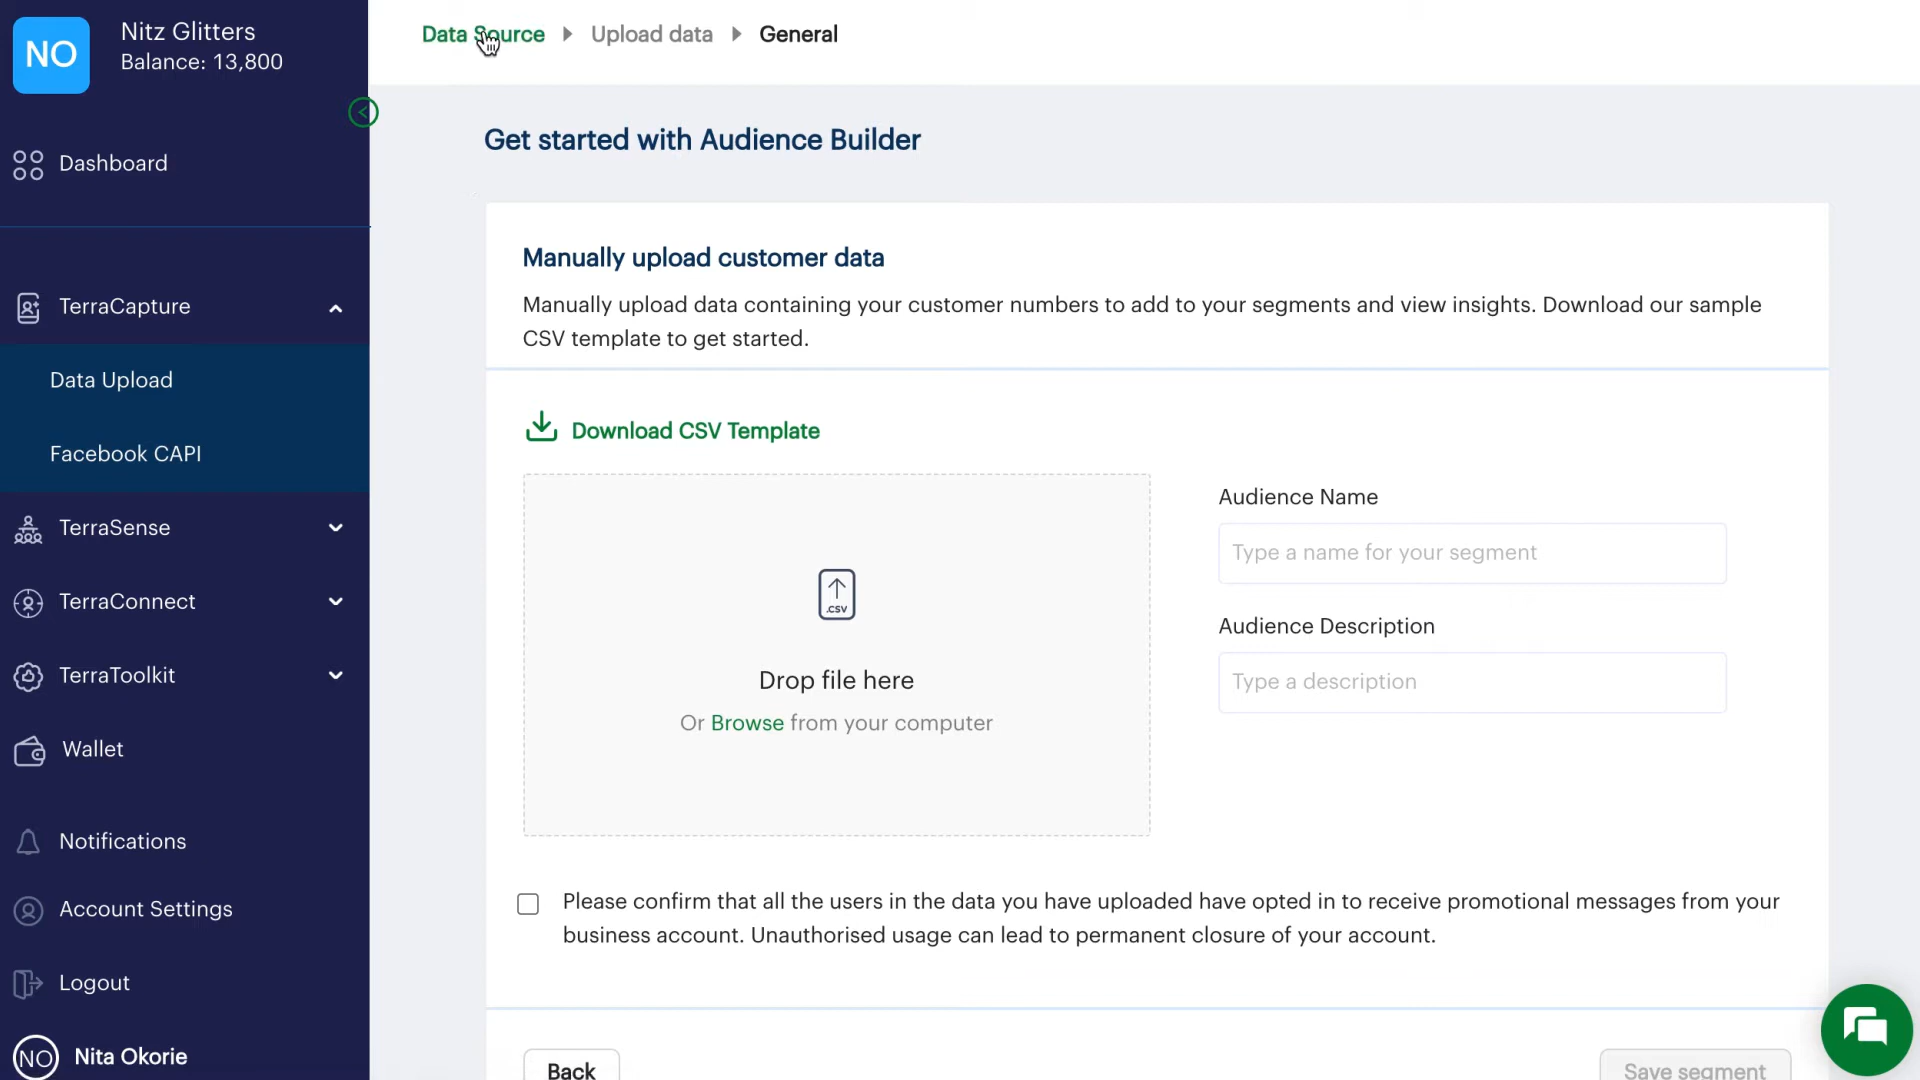 NO
Nitz Glitters
Balance: 13,800
Dashboard
TerraCapture
Data Upload
Facebook CAPI
TerraSense
TerraConnect
TerraToolkit
Wallet
Notifications
Account Settings
Logout
NO
Nita Okorie
Data Source
Upload data
General
Get started with Audience Builder
Manually upload customer data
Manually upload data containing your customer numbers to add to your segments and view insights. Download our sample
CSV template to get started.
Download CSV Template
.CSV
Drop file here
Or Browse from your computer
Audience Name
Type a name for your segment
Audience Description
Type a description
Please confirm that all the users in the data you have uploaded have opted in to receive promotional messages from your
business account. Unauthorised usage can lead to permanent closure of your account.
Back
Save segment